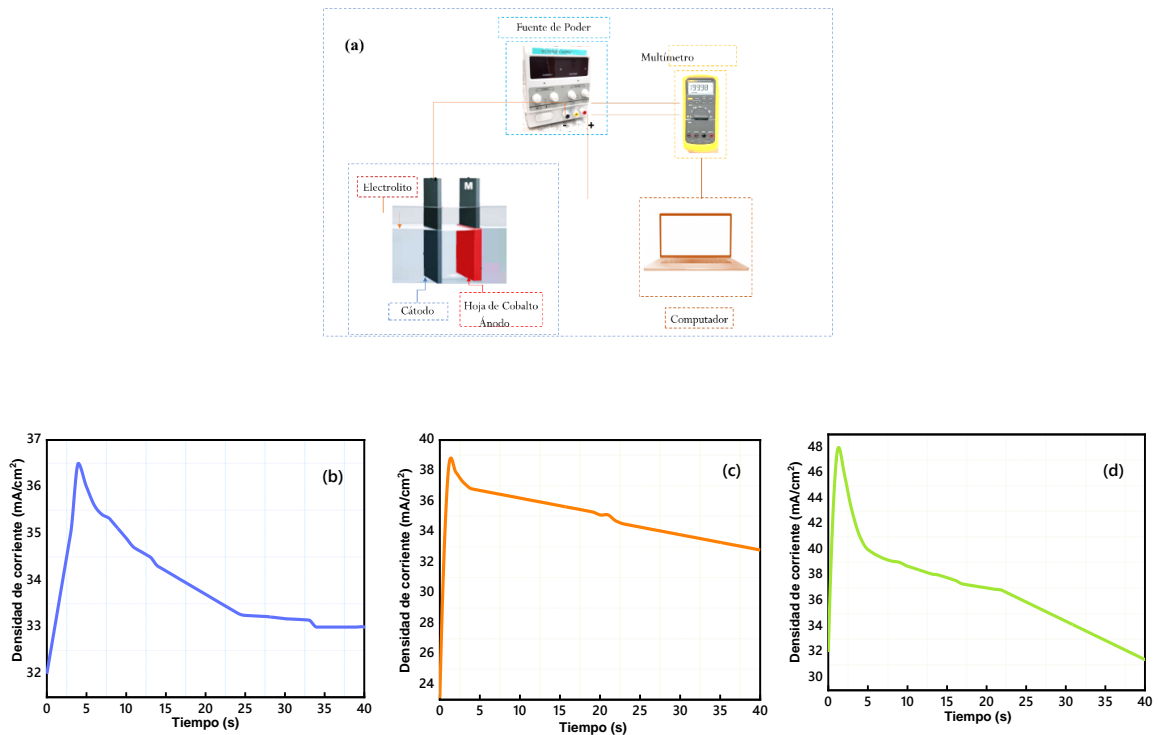 (a)
Fuente de Poder
Multímetro
19.998
- +
M
Electrolito
Cátodo
Hoja de Cobalto
Ánodo
Computador
(b)
Densidad de corriente (mA/cm²)
37
36
35
35
34
33
32
0 5 10 15 20 25 30 35 40
Tiempo (s)
(c)
Densidad de corriente (mA/cm²)
40
38
36
34
32
30
28
26
24
0 5 10 15 20 25 30 35 40
Tiempo (s)
(d)
Densidad de corriente (mA/cm²)
48
46
44
42
40
38
36
32
30
0 5 10 15 20 25 30 35 40
Tiempo (s)